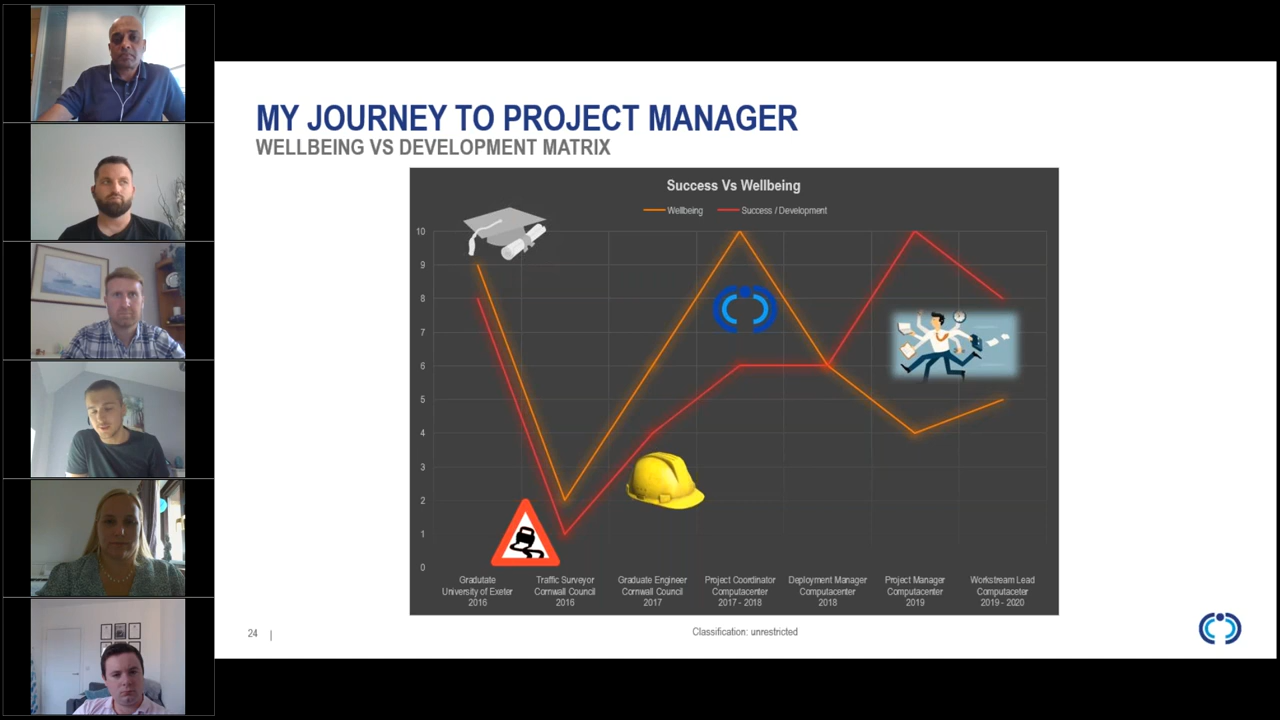 MY JOURNEY TO PROJECT MANAGER
WELLBEING VS DEVELOPMENT MATRIX
Success Vs Wellbeing
Wellbeing
Success / Development
10
9
8
7
6
5
4
3
2
1
0
Gradutate
University of Exeter
2016
Traffic Surveyor
Cornwall Council
2016
Graduate Engineer
Cornwall Council
2017
Project Coordinator
Computacenter
2017 - 2018
Deployment Manager
Computacenter
2018
Project Manager
Computacenter
2019
Workstream Lead
Computaceter
2019 - 2020
24 |
Classification: unrestricted